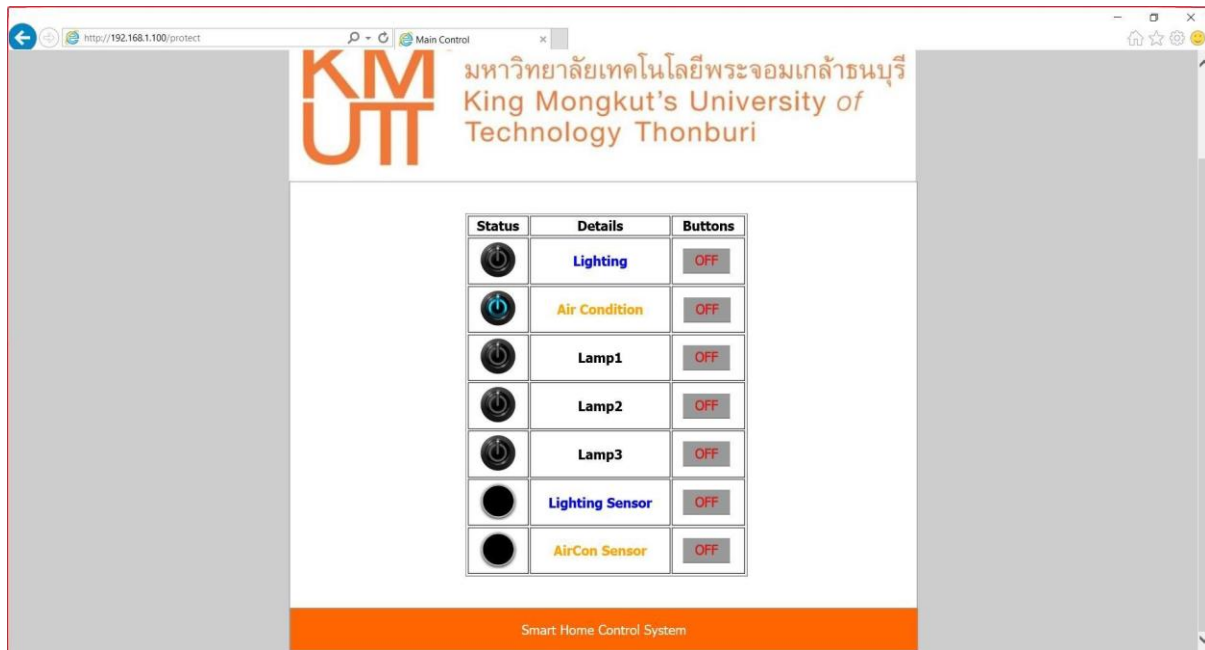 http://192.168.1.100/protect
Main Control
KM
UTT
มหาวิทยาลัยเทคโนโลยีพระจอมเกล้าธนบุรี
King Mongkut's University of
Technology Thonburi
Status Details Buttons
Lighting OFF
Air Condition OFF
Lamp1 OFF
Lamp2 OFF
Lamp3 OFF
Lighting Sensor OFF
AirCon Sensor OFF
Smart Home Control System